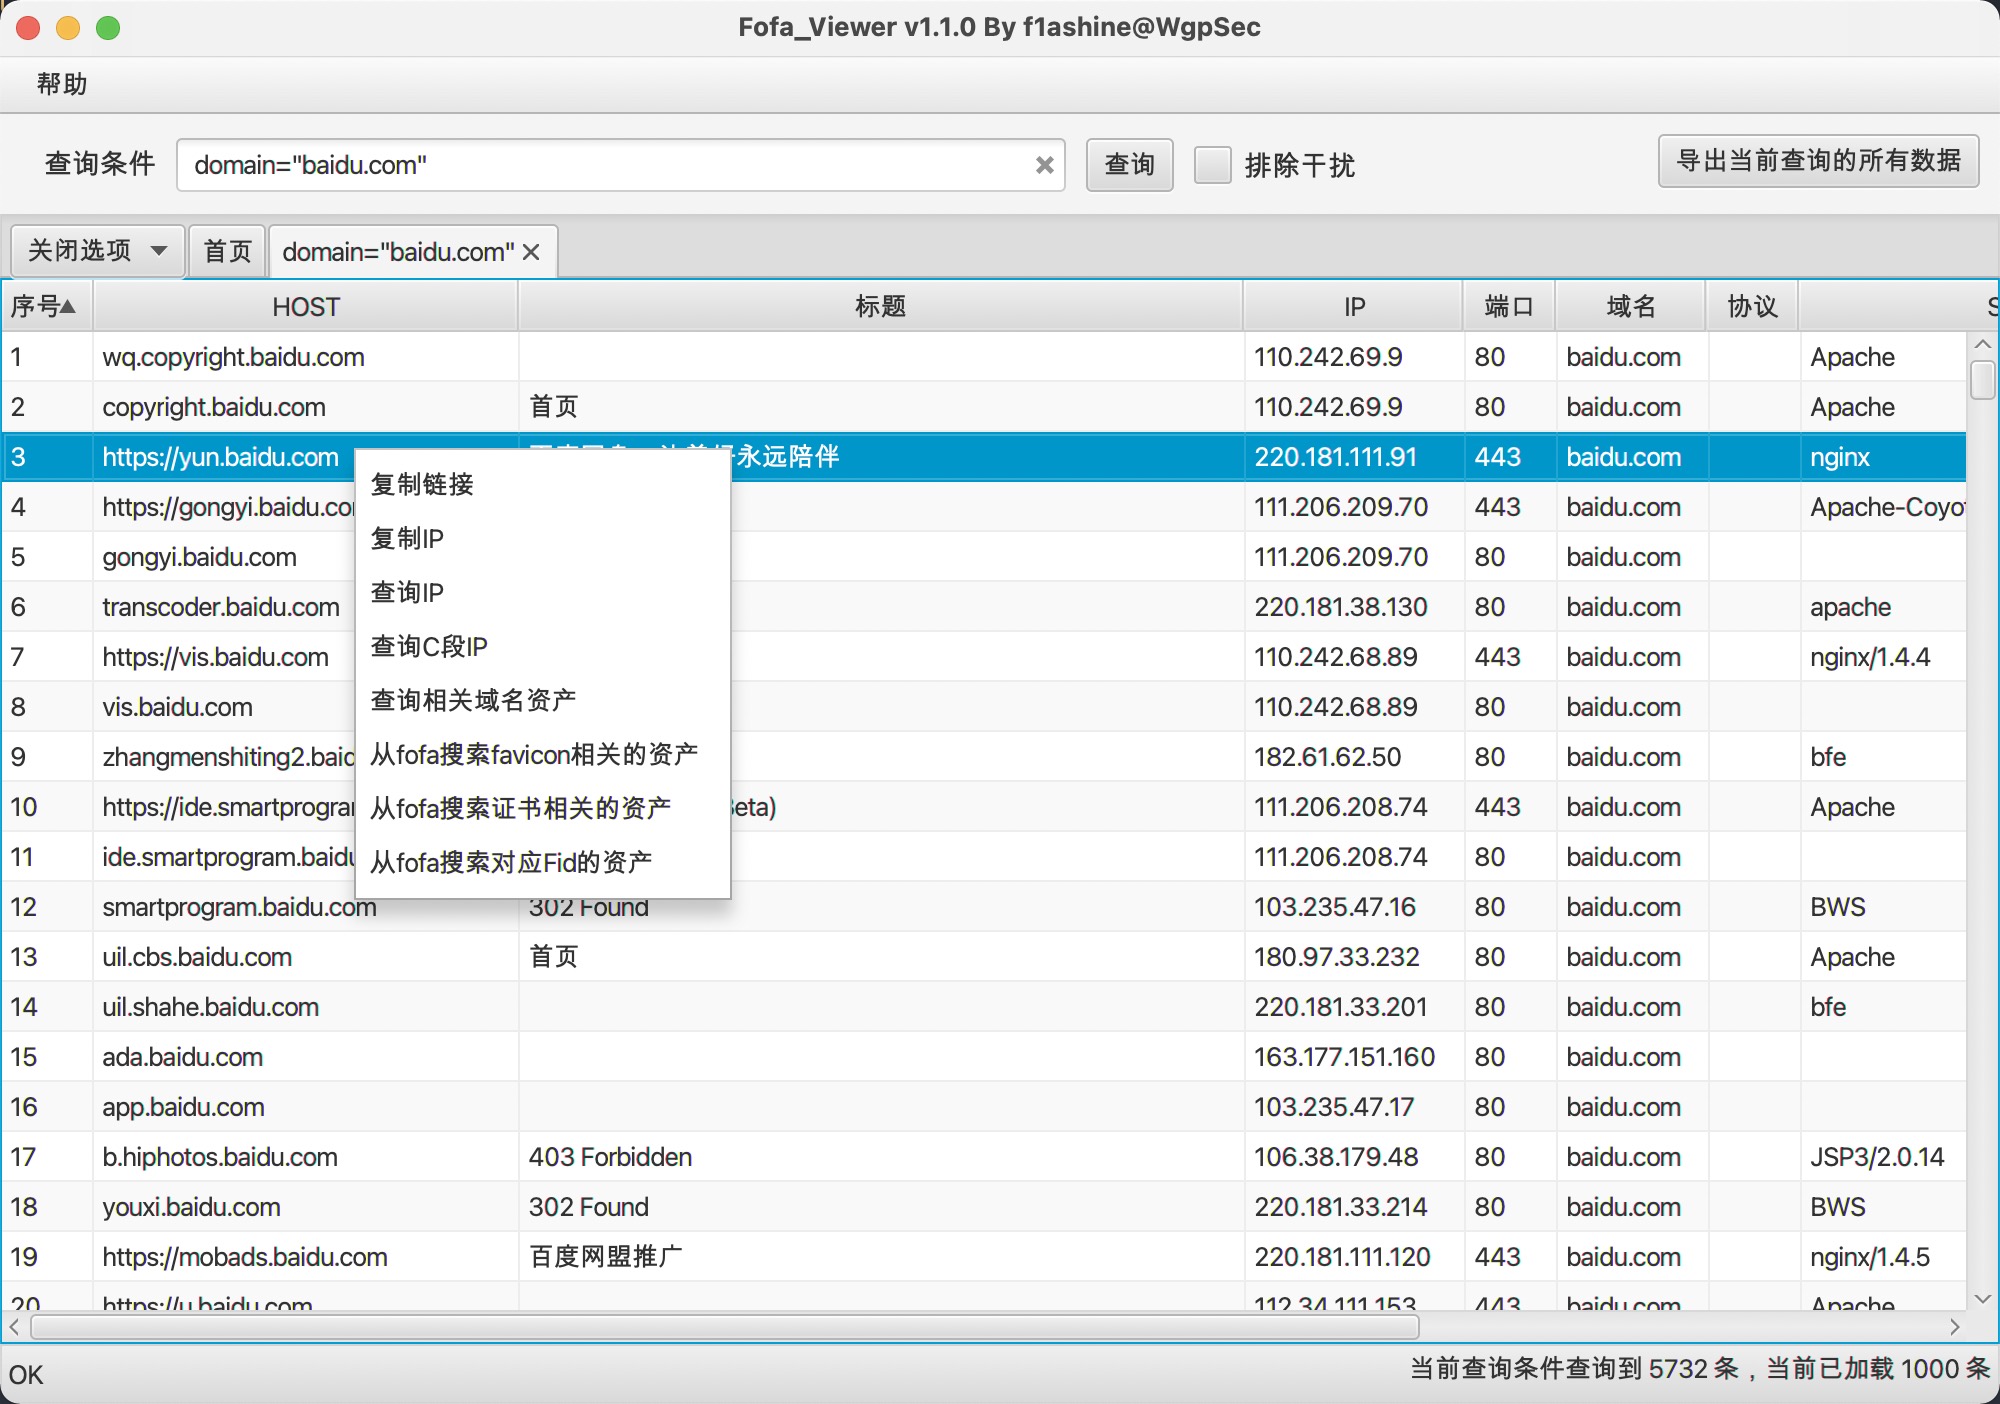 Fofa_Viewer v1.1.0 By f1ashine@WgpSec
帮助
查询条件 domain="baidu.com" 查询 排除干扰 导出当前查询的所有数据
关闭选项 首页 domain="baidu.com"
序号 HOST 标题 IP 端口 域名 协议 S
1 wq.copyright.baidu.com 110.242.69.9 80 baidu.com Apache
2 copyright.baidu.com 首页 110.242.69.9 80 baidu.com Apache
3 https://yun.baidu.com 永远陪伴 220.181.111.91 443 baidu.com nginx
4 https://gongyi.baidu.co 111.206.209.70 443 baidu.com Apache-Coyo
5 gongyi.baidu.com 111.206.209.70 80 baidu.com
6 transcoder.baidu.com 220.181.38.130 80 baidu.com apache
7 https://vis.baidu.com 110.242.68.89 443 baidu.com nginx/1.4.4
8 vis.baidu.com 110.242.68.89 80 baidu.com
9 zhangmenshiting2.baid 182.61.62.50 80 baidu.com bfe
10 https://ide.smartprogra eta) 111.206.208.74 443 baidu.com Apache
11 ide.smartprogram.baidu 111.206.208.74 80 baidu.com
12 smartprogram.baidu.com 302 Found 103.235.47.16 80 baidu.com BWS
13 uil.cbs.baidu.com 首页 180.97.33.232 80 baidu.com Apache
14 uil.shahe.baidu.com 220.181.33.201 80 baidu.com bfe
15 ada.baidu.com 163.177.151.160 80 baidu.com
16 app.baidu.com 103.235.47.17 80 baidu.com
17 b.hiphotos.baidu.com 403 Forbidden 106.38.179.48 80 baidu.com JSP3/2.0.14
18 youxi.baidu.com 302 Found 220.181.33.214 80 baidu.com BWS
19 https://mobads.baidu.com 百度网盟推广 220.181.111.120 443 baidu.com nginx/1.4.5
20 https://u.baidu.com 112.34.111.153 443 baidu.com Apache
复制链接
复制IP
查询IP
查询C段IP
查询相关域名资产
从fofa搜索favicon相关的资产
从fofa搜索证书相关的资产
从fofa搜索对应Fid的资产
OK 当前查询条件查询到 5732 条，当前已加载 1000 条